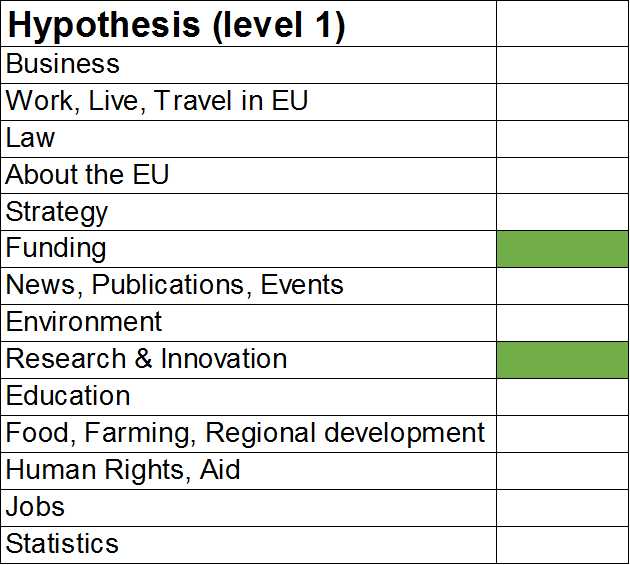 Hypothesis (level 1)
Business
Work, Live, Travel in EU
Law
About the EU
Strategy
Funding
News, Publications, Events
Environment
Research & Innovation
Education
Food, Farming, Regional development
Human Rights, Aid
Jobs
Statistics